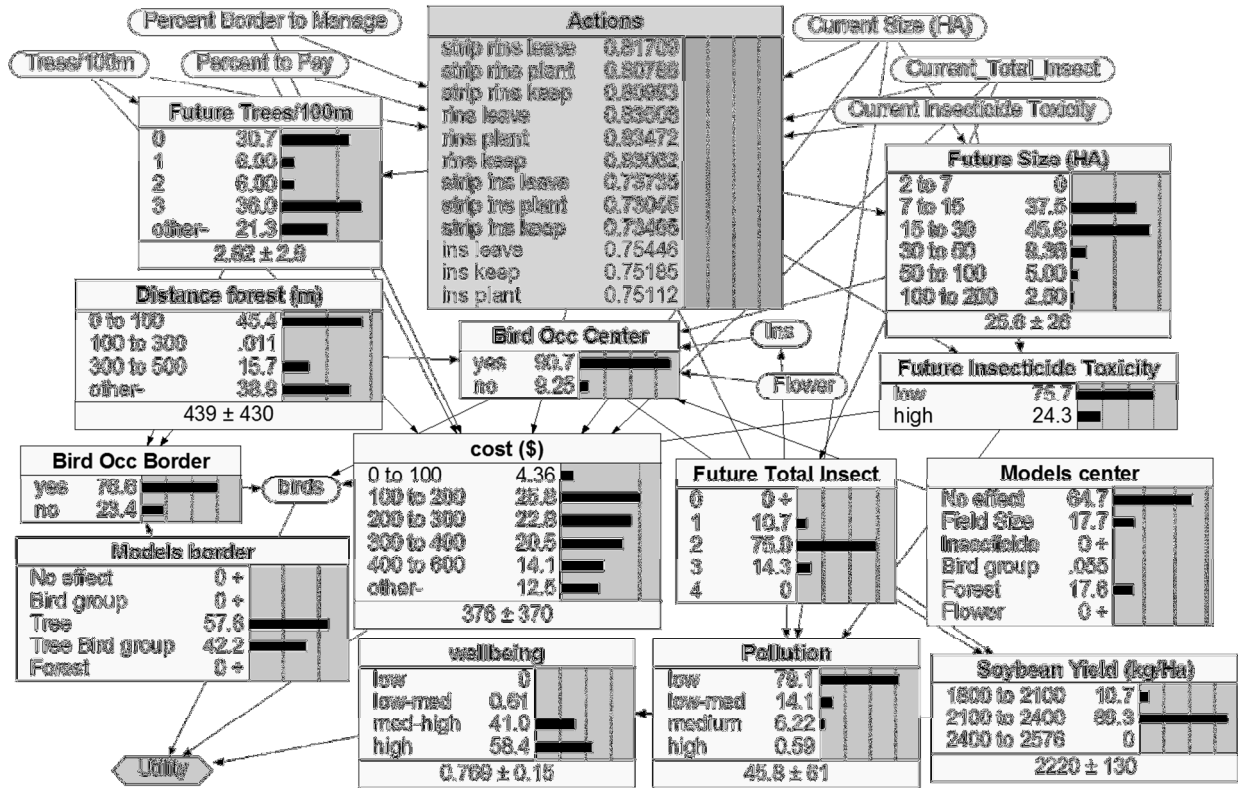 Percent Border to Manage
Trees/100m
Percent to Pay
Current Size (HA)
Current_Total_Insect
Current Insecticide Toxicity
Actions
strip rins leave 0.81709
strip rins plant
strip rins keep
rins leave
rins plant 0.83472
rins keep
strip ins leave 0.73735
strip ins plant
strip ins keep
ins leave 0.75446
ins keep 0.75185
ins plant 0.75112
Future Trees/100m
0 30.7
1 6.00
2 6.00
3 36.0
other- 21.3
2.62 ± 2.9
Future Size (HA)
2 to 7 0
7 to 15 37.5
15 to 30 45.6
30 to 50
50 to 100 5.00
100 to 200 2.50
25.6 ± 26
Distance forest (m)
0 to 100 45.4
100 to 300 .011
300 to 500 15.7
other- 38.9
439 ± 430
Bird Occ Center
yes 90.7
no 9.25
Ins
Flower
Future Insecticide Toxicity
low 75.7
high 24.3
Bird Occ Border
yes 76.6
no 23.4
birds
cost ($)
0 to 100 4.36
100 to 200 25.8
200 to 300 22.8
300 to 400 20.5
400 to 600 14.1
other- 12.5
376 ± 370
Future Total Insect
0 0 +
1 10.7
2 75.0
3 14.3
4 0
Models center
No effect 64.7
Field Size 17.7
Insecticide 0 +
Bird group .055
Forest 17.6
Flower 0 +
Models border
No effect 0 +
Bird group 0 +
Tree 57.8
Tree Bird group 42.2
Forest 0 +
wellbeing
low 0
low-med 0.61
med-high 41.0
high 58.4
0.769 ± 0.15
Pollution
low 79.1
low-med 14.1
medium 6.22
high 0.59
45.8 ± 61
Soybean Yield (kg/Ha)
1800 to 2100 10.7
2100 to 2400 89.3
2400 to 2576 0
2220 ± 130
Utility